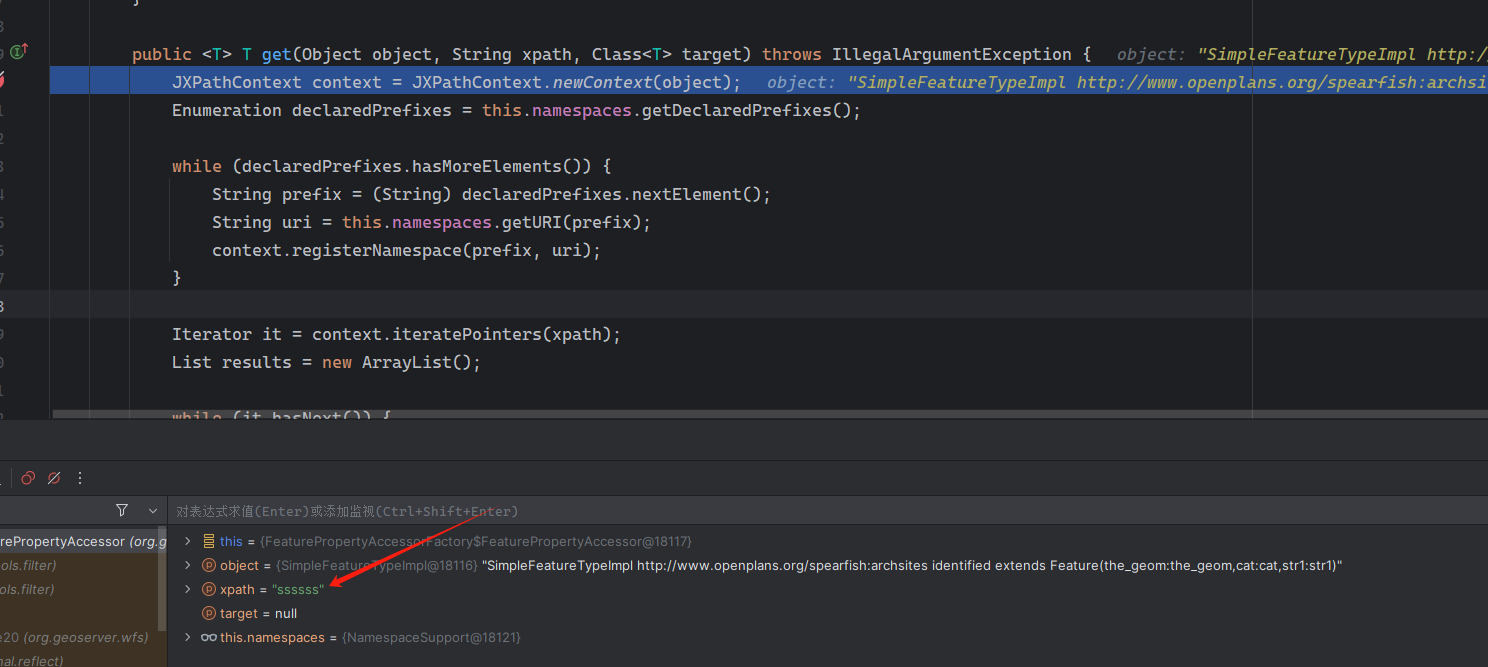 }
public <T> T get(Object object, String xpath, Class<T> target) throws IllegalArgumentException {   object: "SimpleFeatureTypeImpl http:/
JXPathContext context = JXPathContext.newContext(object);   object: "SimpleFeatureTypeImpl http://www.openplans.org/spearfish:archsi
Enumeration declaredPrefixes = this.namespaces.getDeclaredPrefixes();
while (declaredPrefixes.hasMoreElements()) {
String prefix = (String) declaredPrefixes.nextElement();
String uri = this.namespaces.getURI(prefix);
context.registerNamespace(prefix, uri);
}
Iterator it = context.iteratePointers(xpath);
List results = new ArrayList();
while (it.hasNext()) {
对表达式求值(Enter)或添加监视(Ctrl+Shift+Enter)
rePropertyAccessor (org.g
this = {FeaturePropertyAccessorFactory$FeaturePropertyAccessor@18117}
ols.filter)
object = {SimpleFeatureTypeImpl@18116} "SimpleFeatureTypeImpl http://www.openplans.org/spearfish:archsites identified extends Feature(the_geom:the_geom,cat:cat,str1:str1)"
ols.filter)
xpath = "ssssss"
target = null
e20 (org.geoserver.wfs)
this.namespaces = {NamespaceSupport@18121}
nal.reflect)